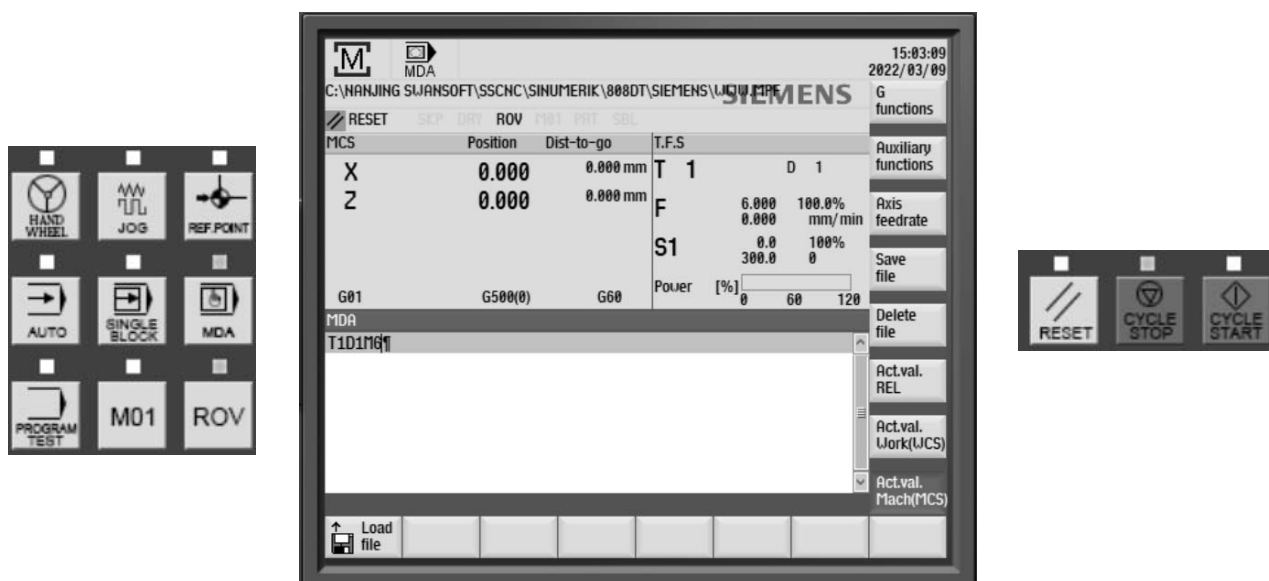 HAND WHEEL
JOG
REF.POINT
AUTO
SINGLE BLOCK
MDA
PROGRAM TEST
M01
ROV
M
MDA
15:03:09
2022/03/09
C:\NANJING SWANSOFT\SSCNC\SINUMERIK\808DT\SIEMENS\WWW.MPF
SIEMENS
RESET SKP DRY ROV M01 PRT SBL
MCS Position Dist-to-go T.F.S
X 0.000 0.000 mm T 1 D 1
Z 0.000 0.000 mm F 6.000 100.0%
0.000 mm/min
S1 0.0 100%
300.0 0
Power [%] 0 60 120
G01 G500(0) G60
MDA
T1D1M6¶
G functions
Auxiliary functions
Axis feedrate
Save file
Delete file
Act.val. REL
Act.val. Work(WCS)
Act.val. Mach(MCS)
Load file
RESET
CYCLE STOP
CYCLE START